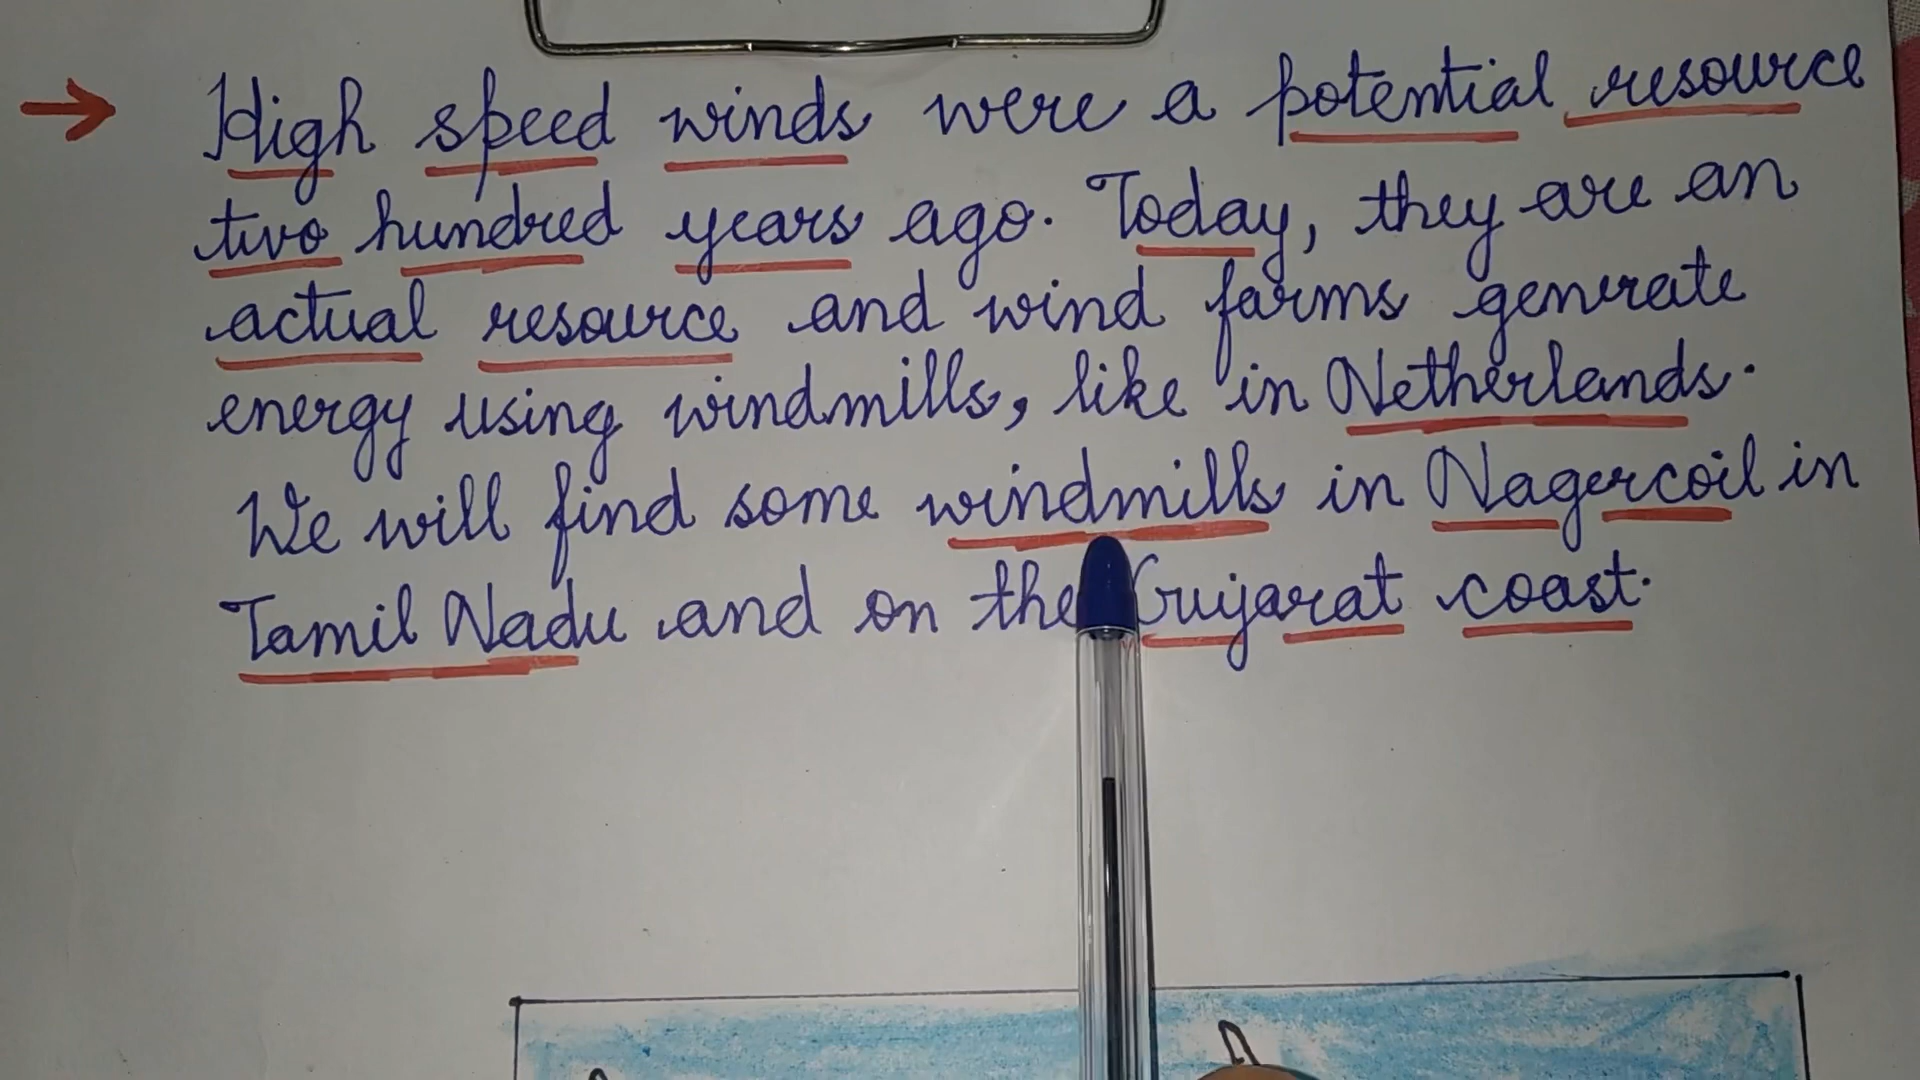 High speed winds were a potential resource
two hundred years ago. Today, they are an
actual resource and wind farms generate
energy using windmills, like in Netherlands.
We will find some windmills in Nagercoil in
Tamil Nadu and on the Gujarat coast.